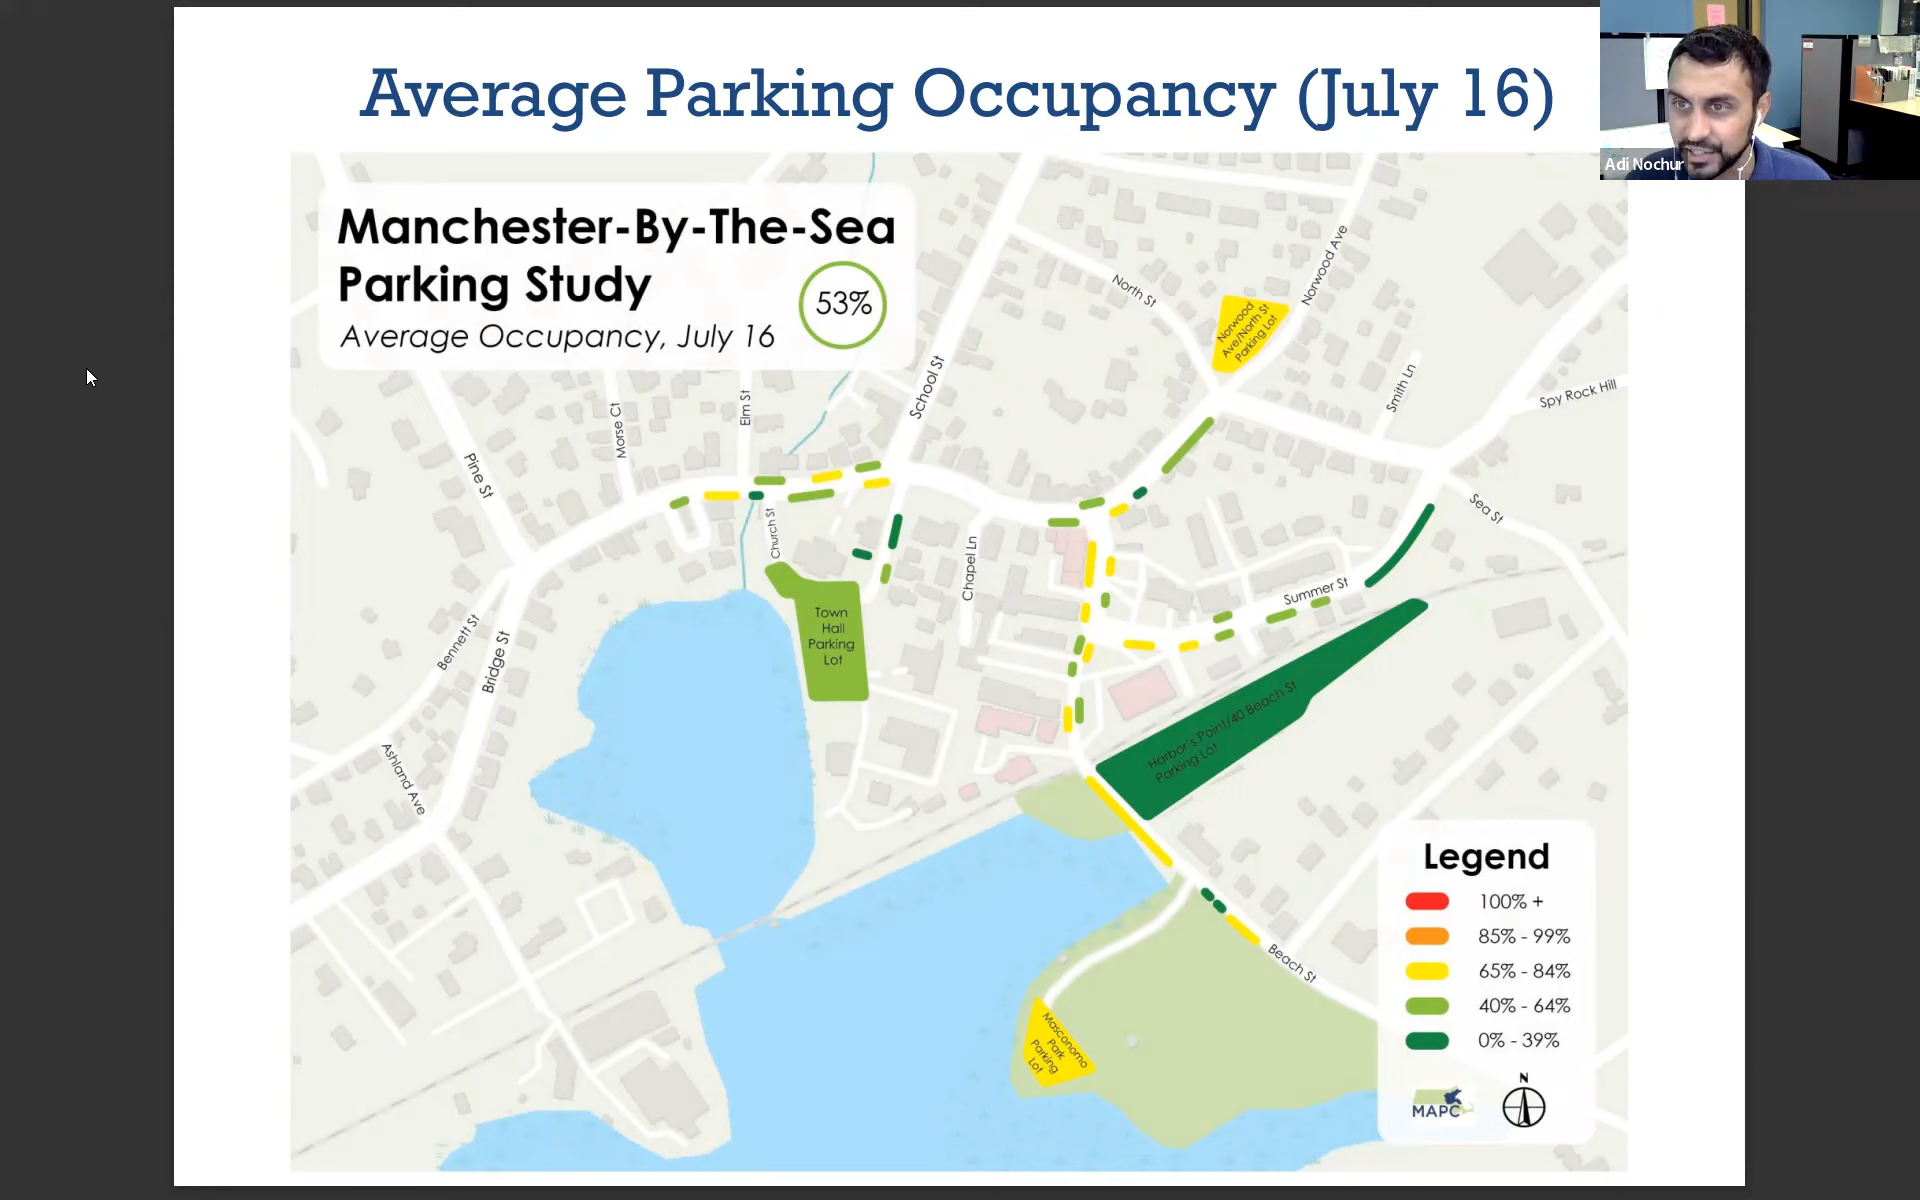 Average Parking Occupancy (July 16)
Adi Nochur
Manchester-By-The-Sea
Parking Study
53%
Average Occupancy, July 16
North St
Norwood Ave
Norwood
Ave/North St
Parking Lot
School St
Smith Ln
Spy Rock Hill
Elm St
Morse Ct
Pine St
Sea St
Church St
Chapel Ln
Summer St
Town
Hall
Parking
Lot
Bennett St
Bridge St
Harbor's Point/40 Beach St
Parking Lot
Ashland Ave
Beach St
Masconomo
Park
Parking
Lot
Legend
100% +
85% - 99%
65% - 84%
40% - 64%
0% - 39%
N
MAPC